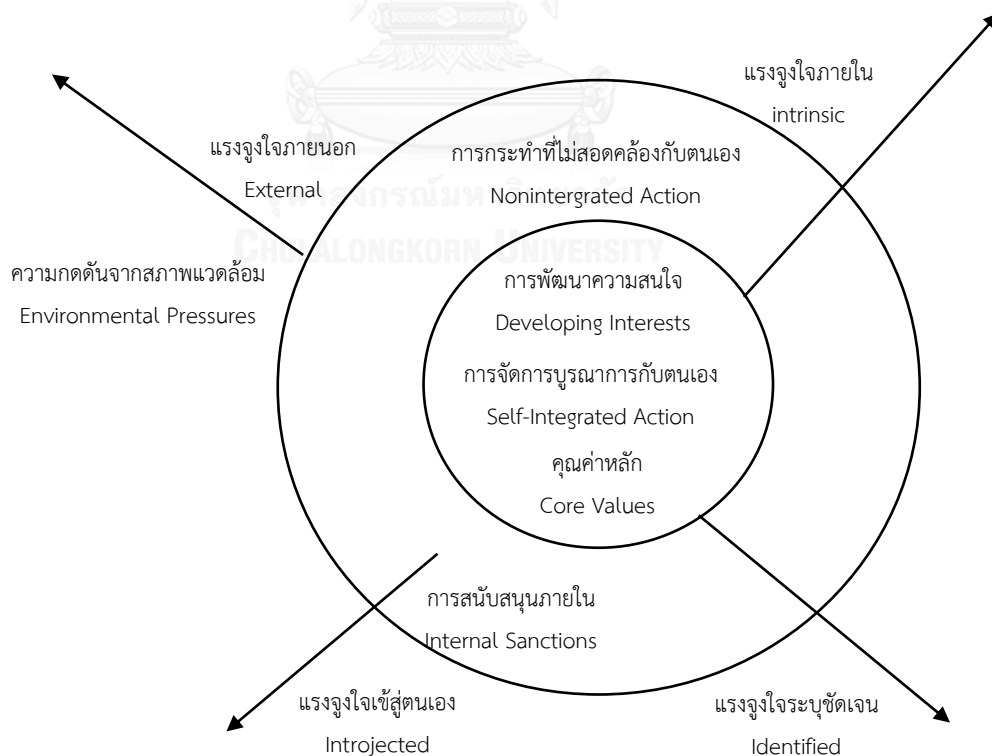 แรงจูงใจภายใน
intrinsic
แรงจูงใจภายนอก
External
การกระทำที่ไม่สอดคล้องกับตนเอง
Nonintergrated Action
CHULALONGKORN UNIVERSITY
ความกดดันจากสภาพแวดล้อม
Environmental Pressures
การพัฒนาความสนใจ
Developing Interests
การจัดการบูรณาการกับตนเอง
Self-Integrated Action
คุณค่าหลัก
Core Values
การสนับสนุนภายใน
Internal Sanctions
แรงจูงใจเข้สู่ตนเอง
Introjected
แรงจูงใจระบุชัดเจน
Identified